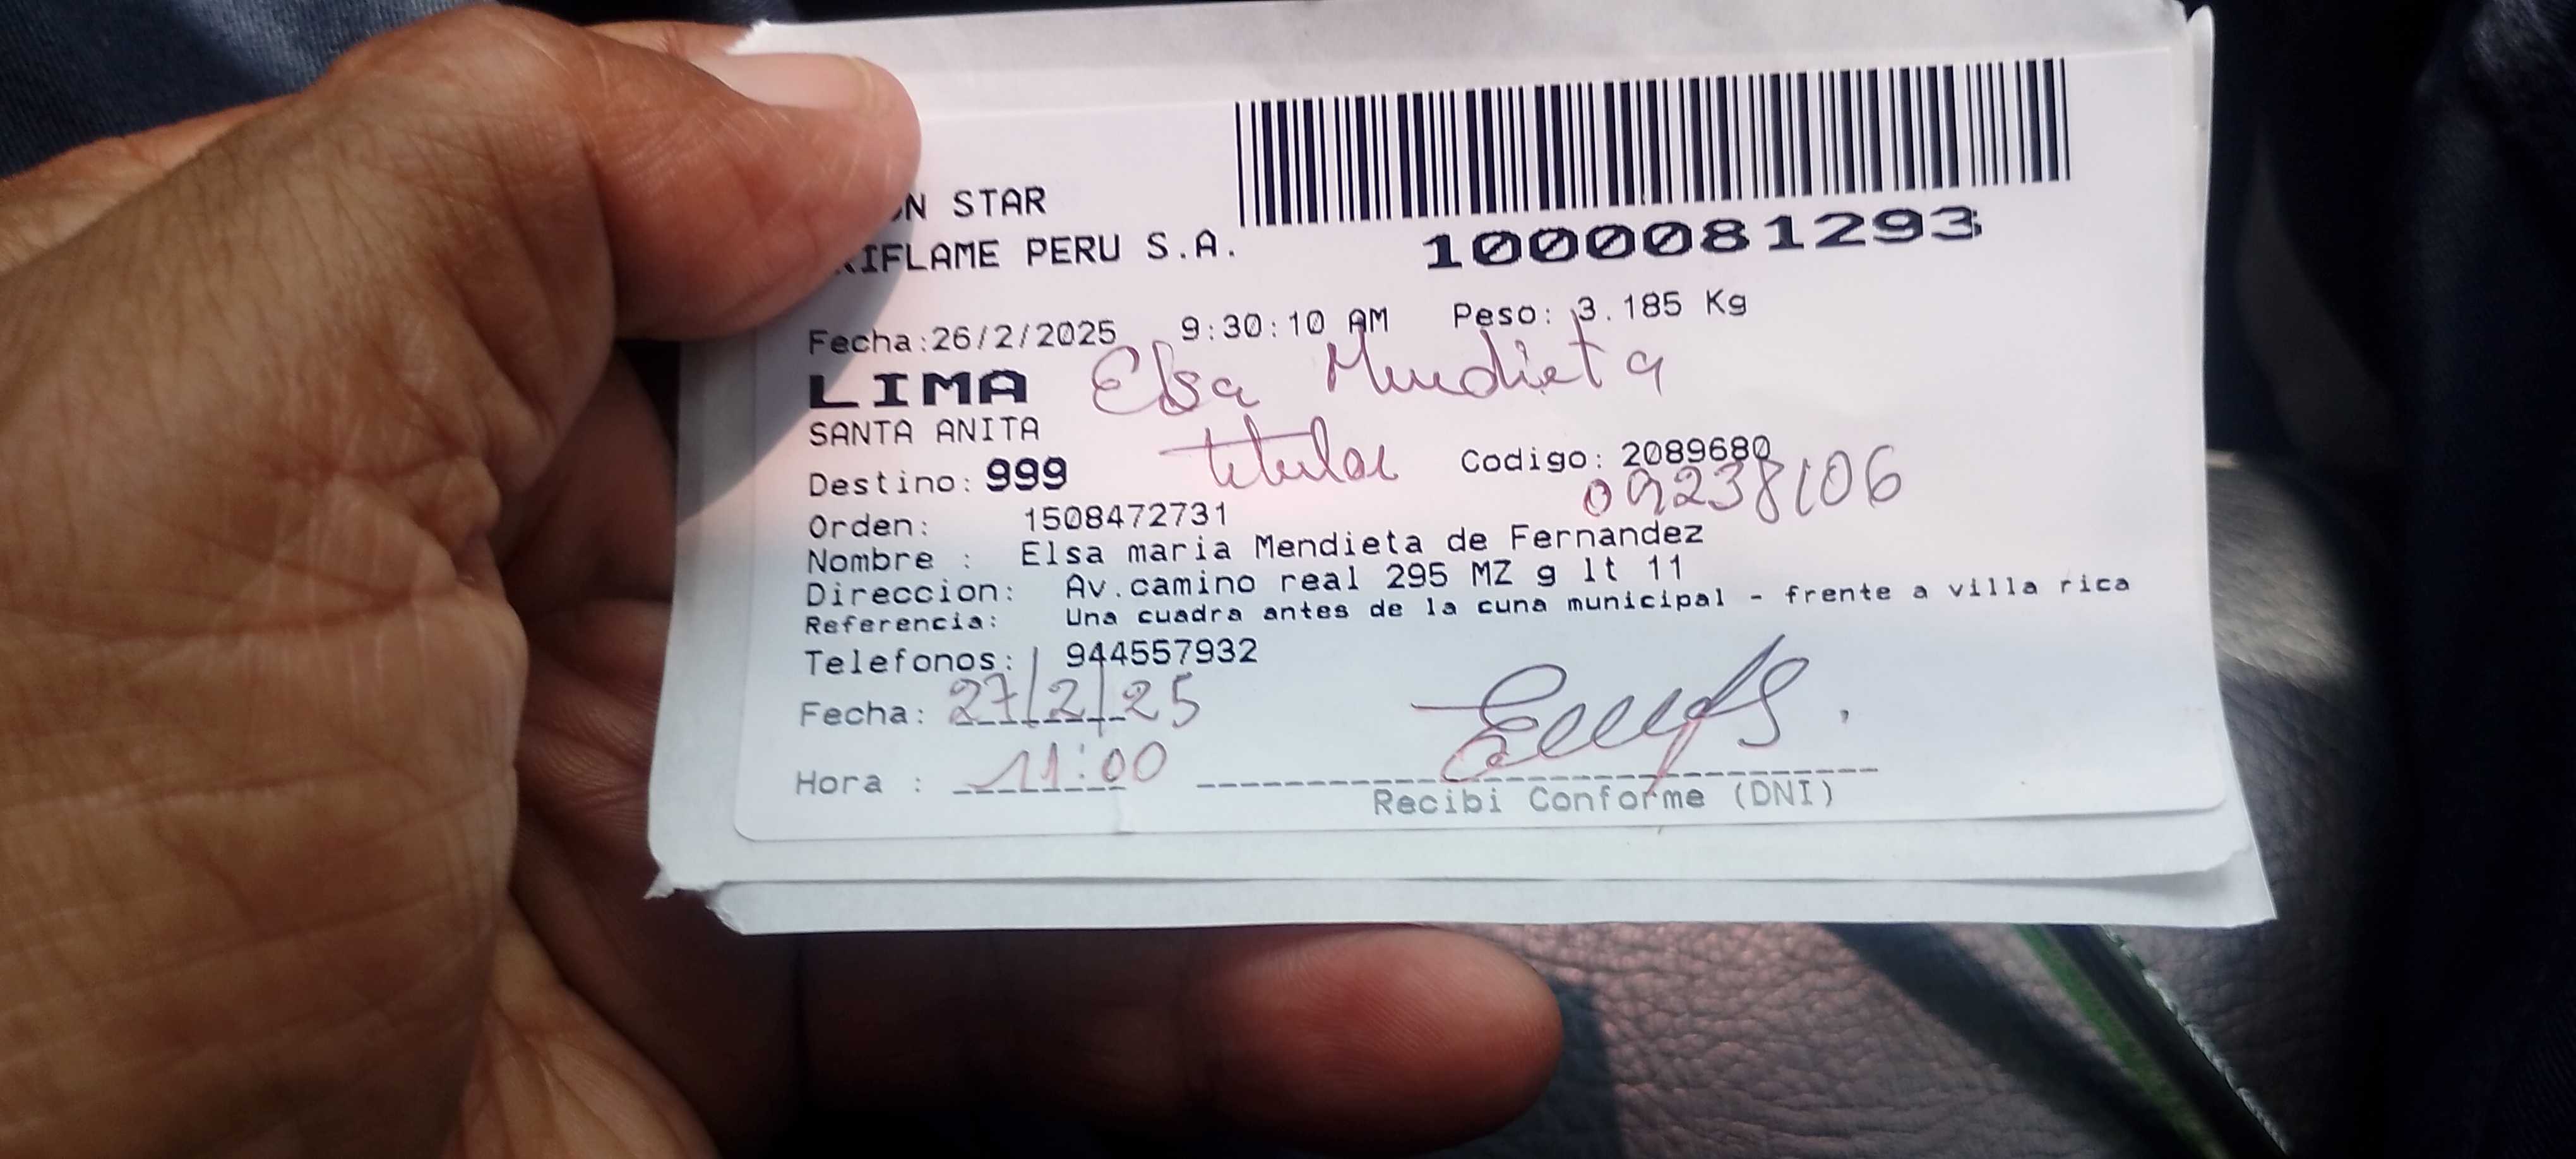 STAR
IFLAME PERU S.A.
1000081293
Fecha:26/2/2025 9:30:10 AM Peso: 3.185 Kg
LIMA Elsa Mendieta
SANTA ANITA
titular Codigo: 2089680
Destino: 999 09238106
Orden: 1508472731
Nombre : Elsa maria Mendieta de Fernandez
Direccion: Av.camino real 295 MZ g lt 11
Referencia: Una cuadra antes de la cuna municipal - frente a villa rica
Telefonos: 944557932
Fecha: 27/2/25
Hora : 11:00
Recibi Conforme (DNI)